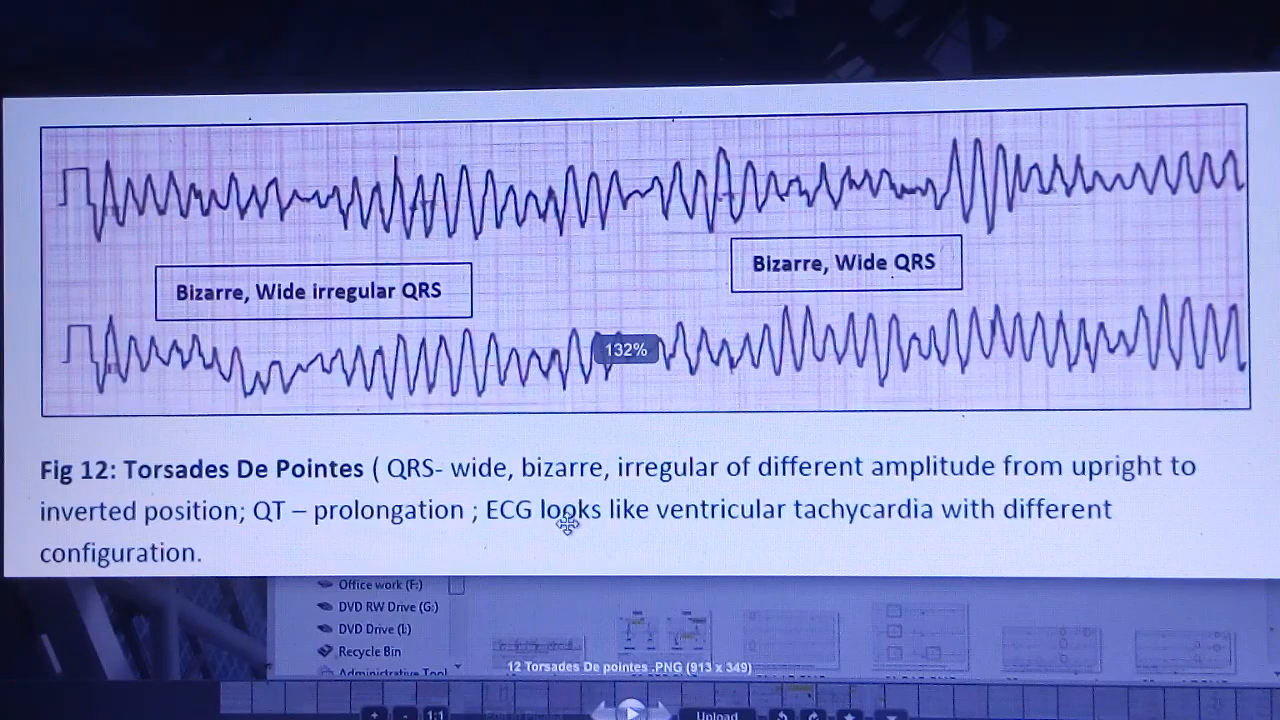 Bizarre, Wide QRS
Bizarre, Wide irregular QRS
132%
Fig 12: Torsades De Pointes ( QRS- wide, bizarre, irregular of different amplitude from upright to
inverted position; QT – prolongation ; ECG looks like ventricular tachycardia with different
configuration.
Office work (F:)
DVD RW Drive (G:)
DVD Drive (I:)
Recycle Bin
12 Torsades De pointes .PNG (913 x 349)
Administrative Tool
+ - 1:1
Upload